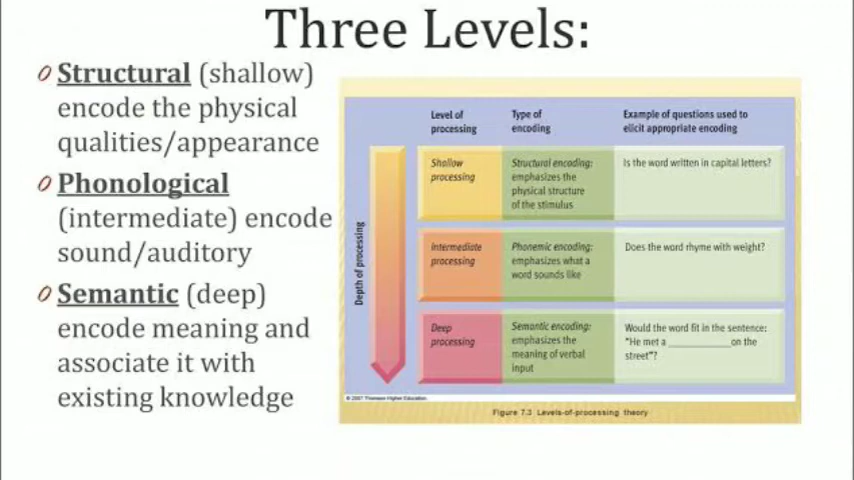 Three Levels:
Structural (shallow)
encode the physical
qualities/appearance
Phonological
(intermediate) encode
sound/auditory
Semantic (deep)
encode meaning and
associate it with
existing knowledge
Level of
processing
Type of
encoding
Example of questions used to
elicit appropriate encoding
Depth of processing
Shallow
processing
Structural encoding:
emphasizes the
physical structure
of the stimulus
Is the word written in capital letters?
Intermediate
processing
Phonemic encoding:
emphasizes what a
word sounds like
Does the word rhyme with weight?
Deep
processing
Semantic encoding:
emphasizes the
meaning of verbal
input
Would the word fit in the sentence:
"He met a ____________ on the
street"?
© 2007 Thomson Higher Education
Figure 7.3 Levels-of-processing theory